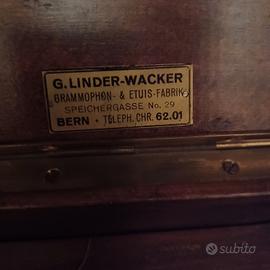 G. LINDER-WACKER
GRAMMOPHON- & ETUIS-FABRIK
SPEICHERGASSE No. 29
BERN • TELEPH. CHR. 62.01
subito